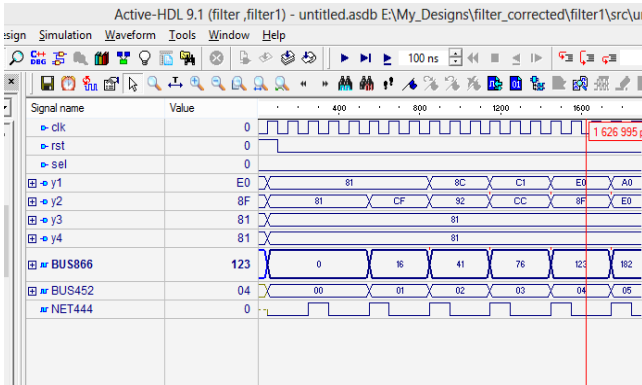 Active-HDL 9.1 (filter ,filter1) - untitled.asdb E:\My_Designs\filter_corrected\filter1\src\u
esign Simulation Waveform Tools Window Help
100 ns
Signal name Value 400 800 1200 1600
clk 0 1 626 995 p
rst 0
sel 0
y1 E0 81 8C C1 E0 A0
y2 8F 81 CF 92 CC 8F E0
y3 81 81
y4 81 81
BUS866 123 0 16 41 76 123 182
BUS452 04 00 01 02 03 04 05
NET444 0